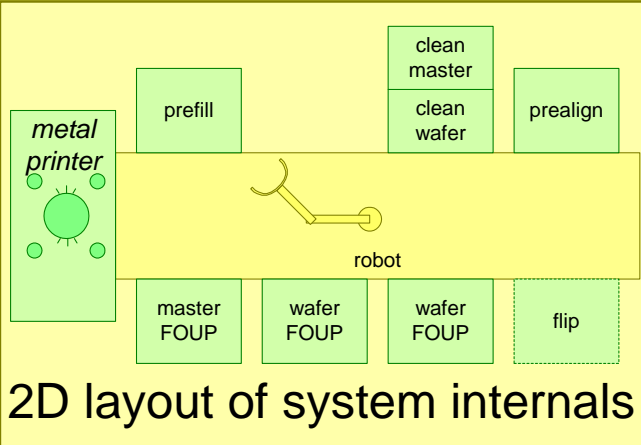 clean
master
prefill
clean
wafer
prealign
metal
printer
robot
master
FOUP
wafer
FOUP
wafer
FOUP
flip
2D layout of system internals